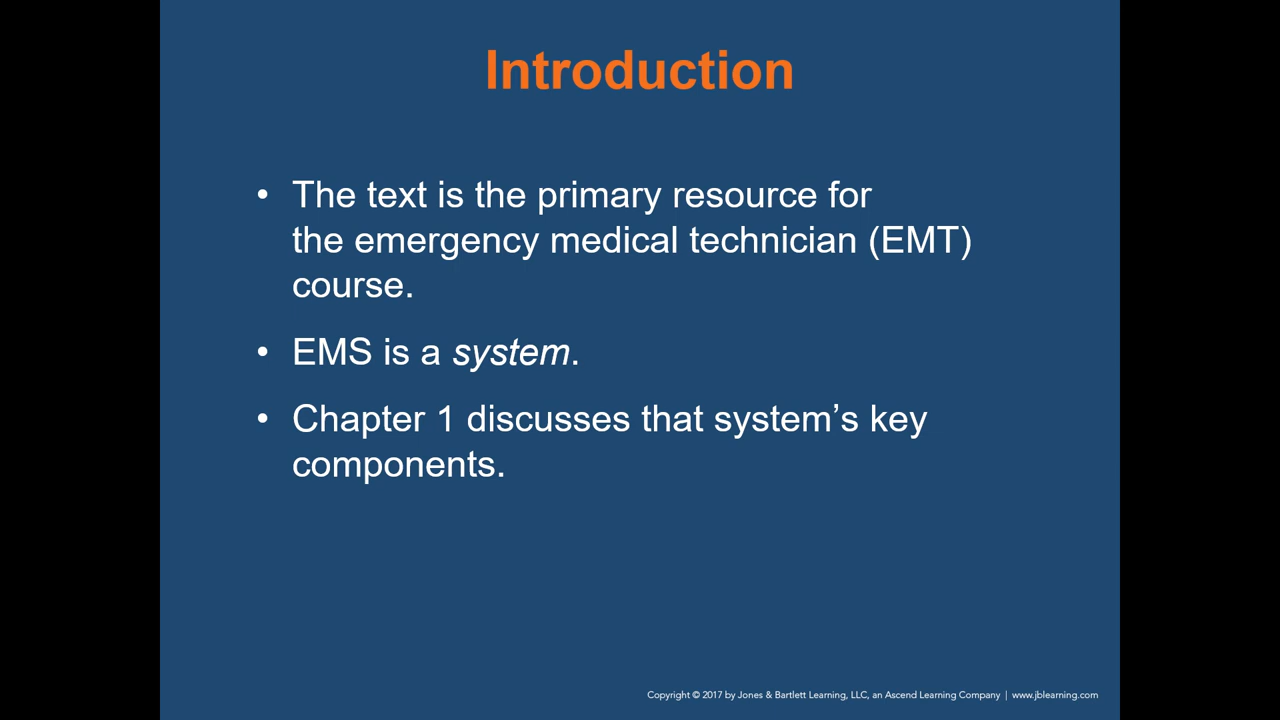 Introduction
• The text is the primary resource for
the emergency medical technician (EMT)
course.
• EMS is a system.
• Chapter 1 discusses that system’s key
components.
Copyright © 2017 by Jones & Bartlett Learning, LLC, an Ascend Learning Company | www.jblearning.com